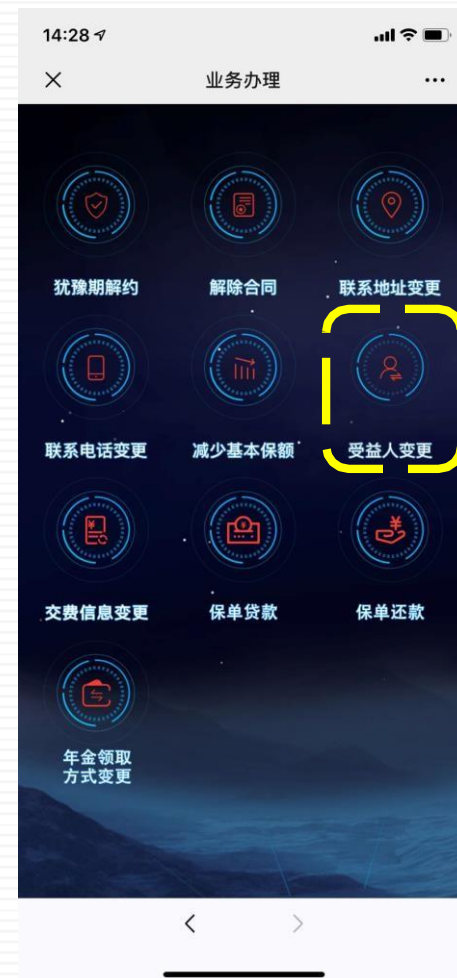 14:28
业务办理
犹豫期解约
解除合同
联系地址变更
联系电话变更
减少基本保额
受益人变更
交费信息变更
保单贷款
保单还款
年金领取
方式变更